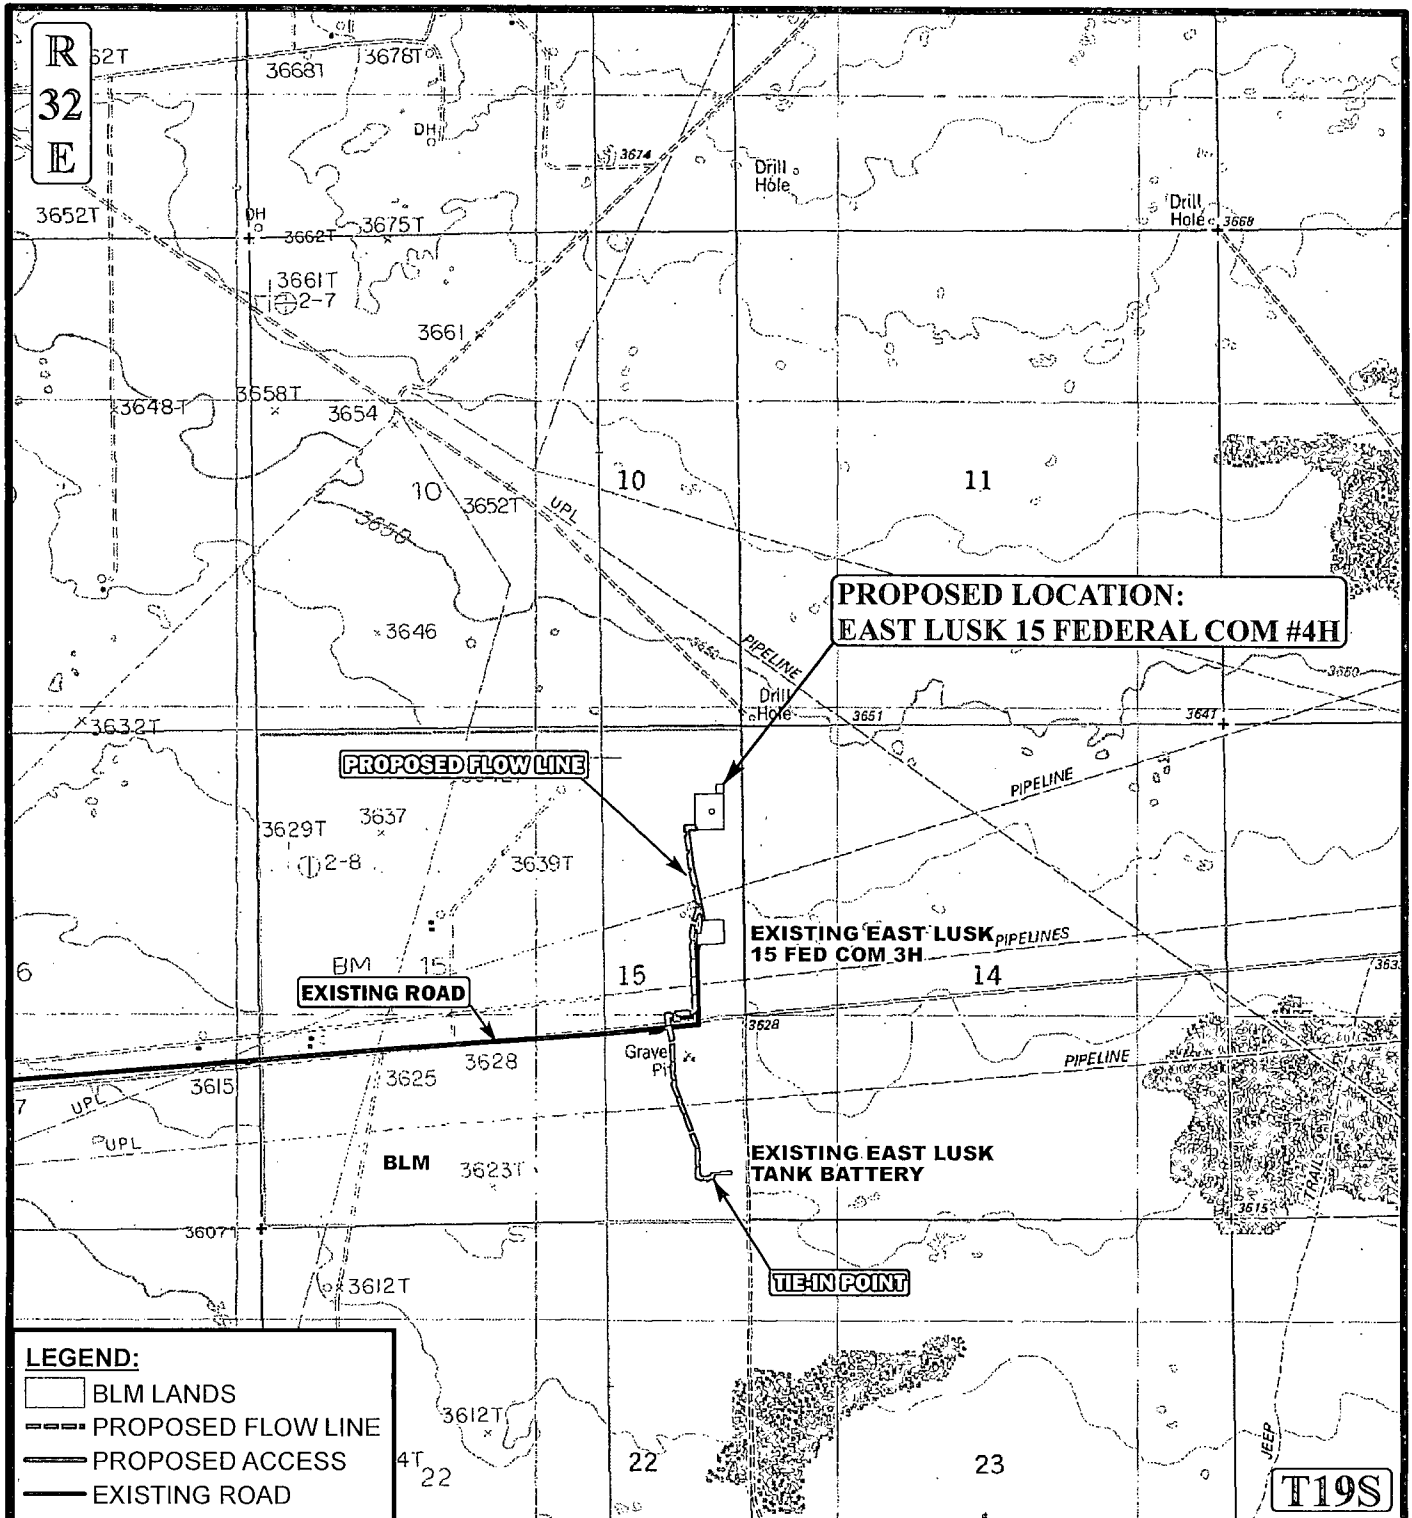 R
32
E
62T
3668T
3678T
DH
3674
Drill
Hole
Drill
Hole
3668
3652T
DH
3662T
3675T
3661T
2-7
3661
3648T
3658T
3654
10
3652T
3650
UPL
10
11
PROPOSED LOCATION:
EAST LUSK 15 FEDERAL COM #4H
3646
3650
PIPELINE
Drill
Hole
3651
3641
3650
3632T
PROPOSED FLOW LINE
PIPELINE
3629T
3637
2-8
3639T
EXISTING EAST LUSK
15 FED COM 3H
PIPELINES
6
BM
15
15
14
EXISTING ROAD
3628
Gravel
Pit
3615
3625
3628
PIPELINE
7
UPL
UPL
BLM
3623T
EXISTING EAST LUSK
TANK BATTERY
TRAIL
3615
3607T
3612T
TIE-IN POINT
LEGEND:
BLM LANDS
PROPOSED FLOW LINE
PROPOSED ACCESS
EXISTING ROAD
3612T
4T
22
22
23
JEEP
T19S